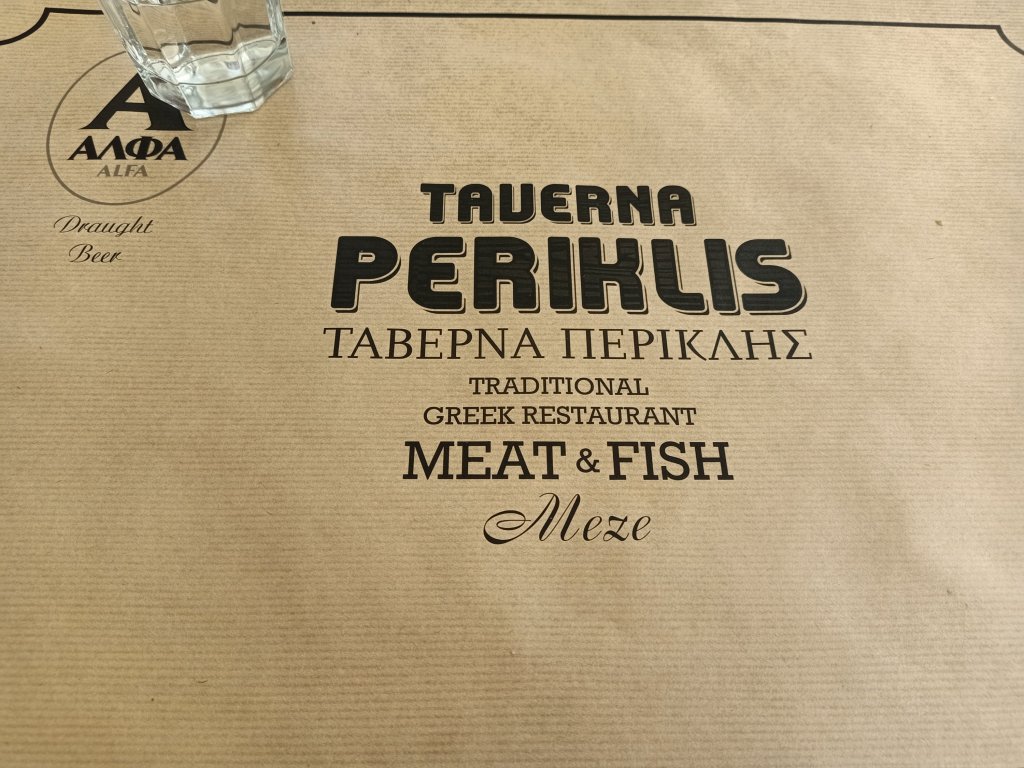 Α
ΑΛΦΑ
ALFA
Draught
Beer
TAVERNA
PERIKLIS
ΤΑΒΕΡΝΑ ΠΕΡΙΚΛΗΣ
TRADITIONAL
GREEK RESTAURANT
MEAT & FISH
Meze